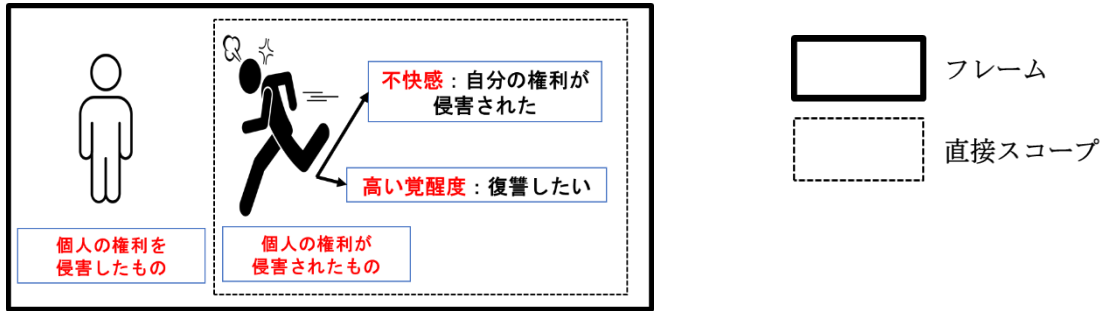 不快感：自分の権利が
侵害された
高い覚醒度：復讐したい
個人の権利を
侵害したもの
個人の権利が
侵害されたもの
フレーム
直接スコープ